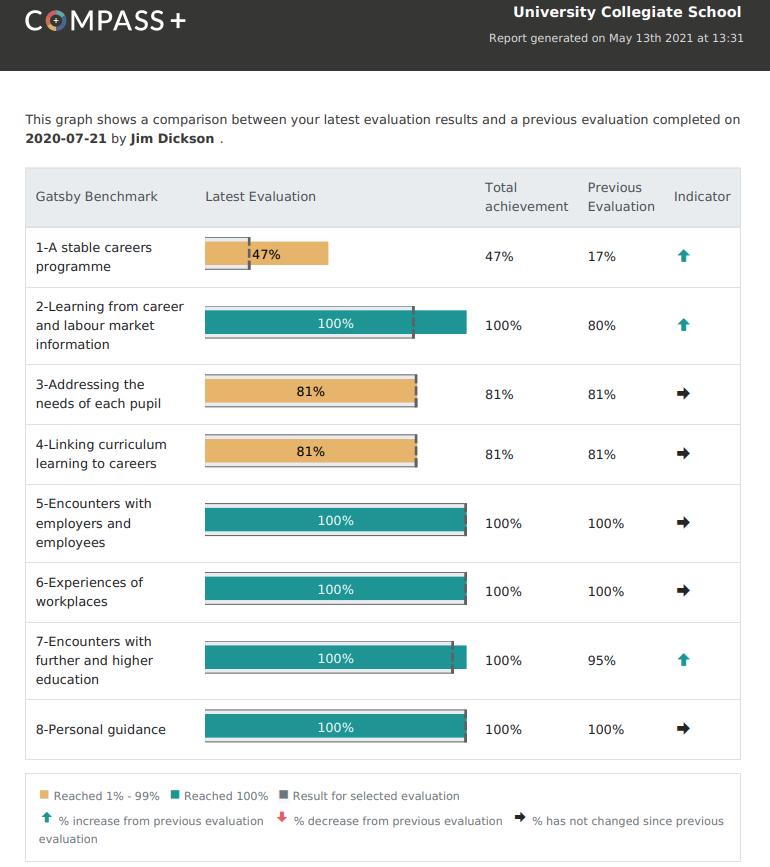 COMPASS+
University Collegiate School
Report generated on May 13th 2021 at 13:31
This graph shows a comparison between your latest evaluation results and a previous evaluation completed on
2020-07-21 by Jim Dickson .
Gatsby Benchmark Latest Evaluation Total achievement Previous Evaluation Indicator
1-A stable careers
programme
47% 47% 17%
2-Learning from career
and labour market
information
100% 100% 80%
3-Addressing the
needs of each pupil
81% 81% 81%
4-Linking curriculum
learning to careers
81% 81% 81%
5-Encounters with
employers and
employees
100% 100% 100%
6-Experiences of
workplaces
100% 100% 100%
7-Encounters with
further and higher
education
100% 100% 95%
8-Personal guidance
100% 100% 100%
Reached 1% - 99% Reached 100% Result for selected evaluation
% increase from previous evaluation % decrease from previous evaluation % has not changed since previous
evaluation